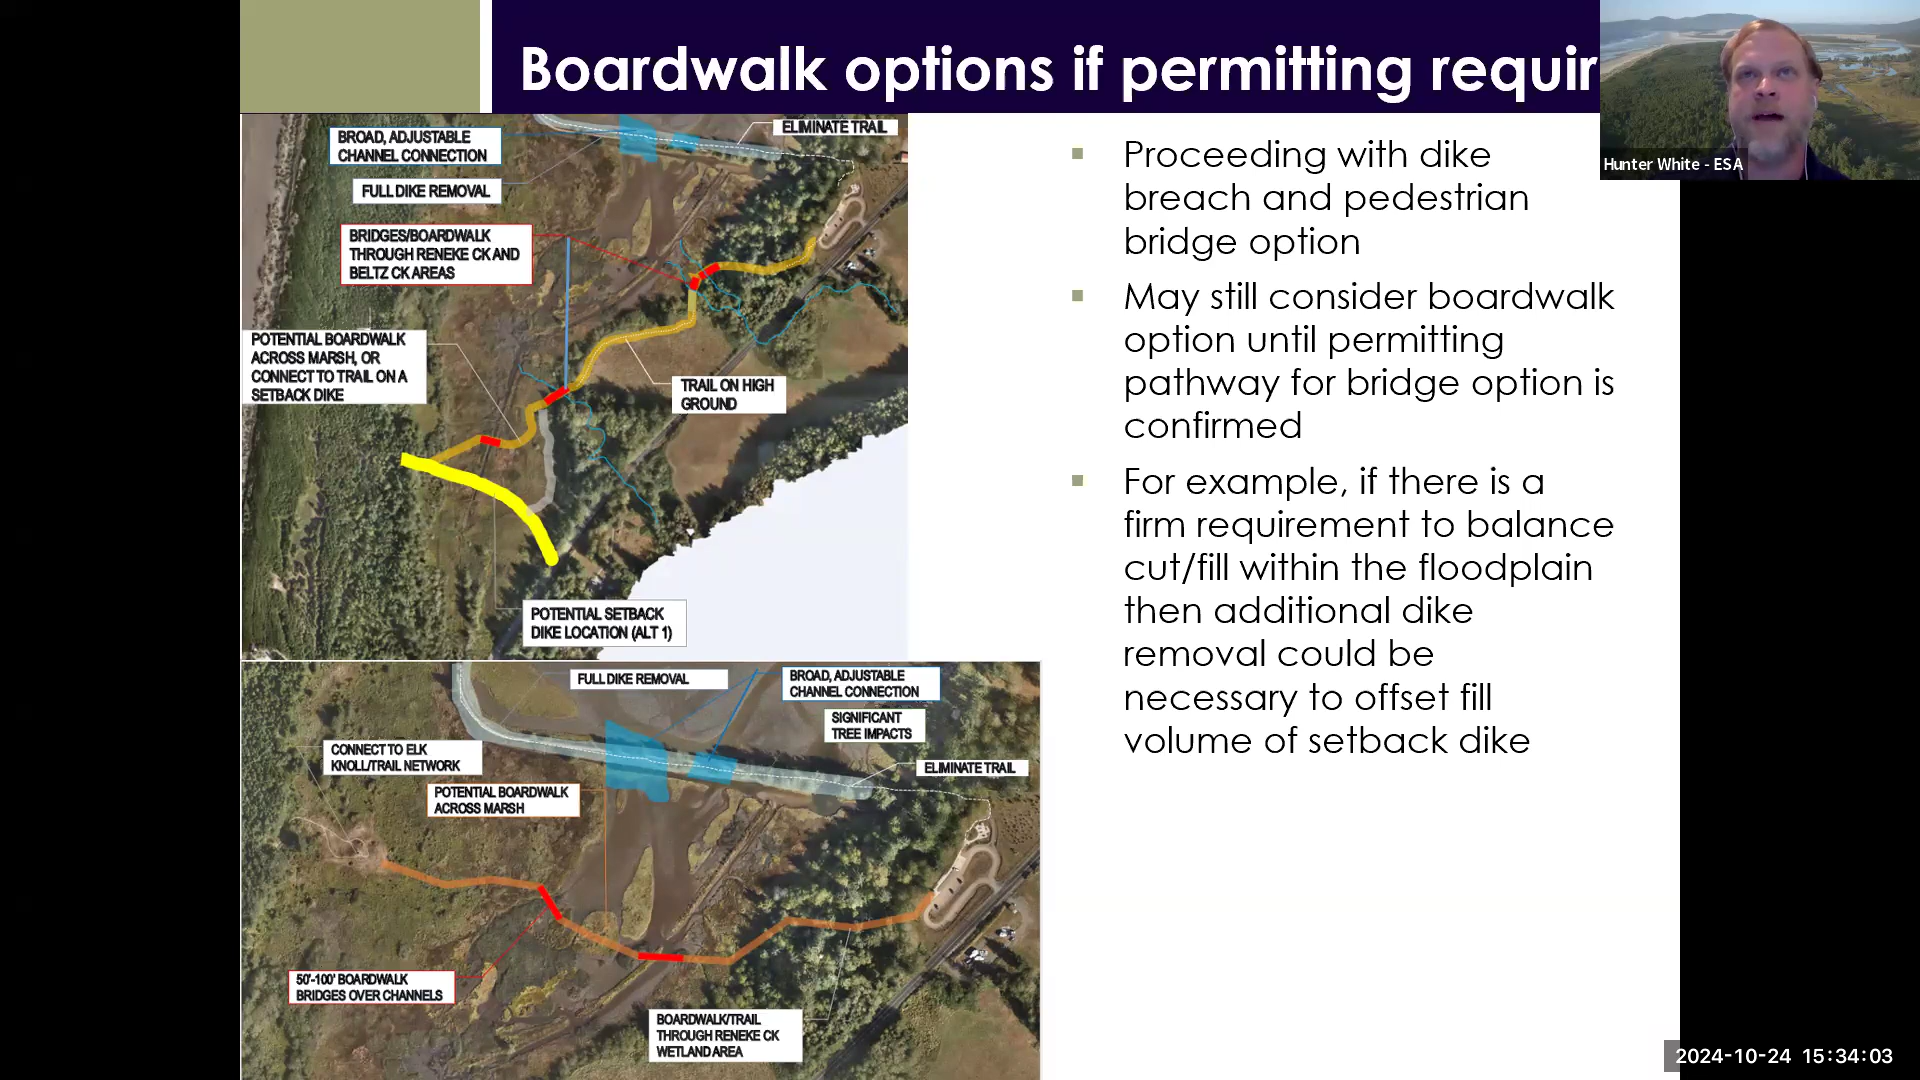 Boardwalk options if permitting requir
Hunter White - ESA
BROAD, ADJUSTABLE
CHANNEL CONNECTION
ELIMINATE TRAIL
FULL DIKE REMOVAL
BRIDGES/BOARDWALK
THROUGH RENEKE CK AND
BELTZ CK AREAS
POTENTIAL BOARDWALK
ACROSS MARSH, OR
CONNECT TO TRAIL ON A
SETBACK DIKE
TRAIL ON HIGH
GROUND
POTENTIAL SETBACK
DIKE LOCATION (ALT 1)
FULL DIKE REMOVAL
BROAD, ADJUSTABLE
CHANNEL CONNECTION
SIGNIFICANT
TREE IMPACTS
CONNECT TO ELK
KNOLL/TRAIL NETWORK
ELIMINATE TRAIL
POTENTIAL BOARDWALK
ACROSS MARSH
50'-100' BOARDWALK
BRIDGES OVER CHANNELS
BOARDWALK/TRAIL
THROUGH RENEKE CK
WETLAND AREA
Proceeding with dike
breach and pedestrian
bridge option
May still consider boardwalk
option until permitting
pathway for bridge option is
confirmed
For example, if there is a
firm requirement to balance
cut/fill within the floodplain
then additional dike
removal could be
necessary to offset fill
volume of setback dike
2024-10-24 15:34:03